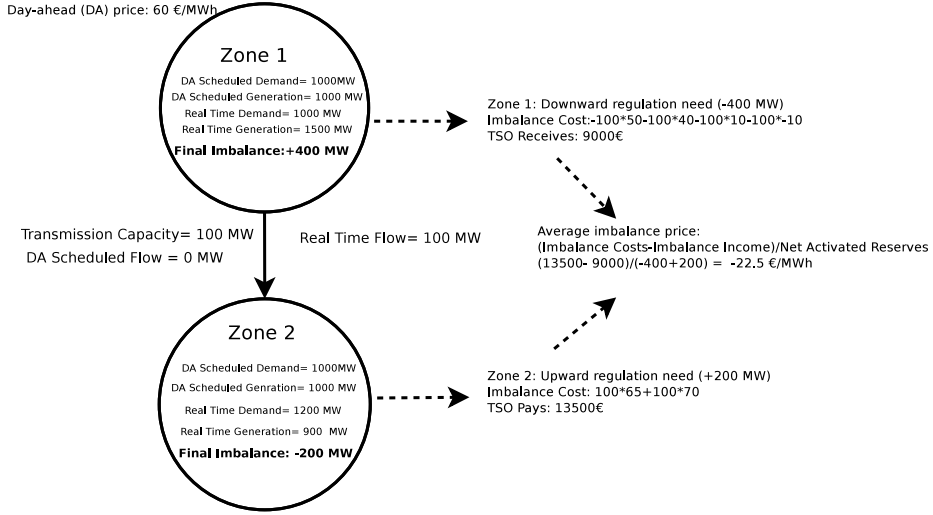 Day-ahead (DA) price: 60 €/MWh
Zone 1
DA Scheduled Demand= 1000MW
DA Scheduled Generation= 1000 MW
Real Time Demand= 1000 MW
Real Time Generation= 1500 MW
Final Imbalance:+400 MW
Zone 1: Downward regulation need (-400 MW)
Imbalance Cost:-100*50-100*40-100*10-100*-10
TSO Receives: 9000€
Transmission Capacity= 100 MW
DA Scheduled Flow = 0 MW
Real Time Flow= 100 MW
Average imbalance price:
(Imbalance Costs-Imbalance Income)/Net Activated Reserves
(13500- 9000)/(-400+200) = -22.5 €/MWh
Zone 2
DA Scheduled Demand= 1000MW
DA Scheduled Genration= 1000 MW
Real Time Demand= 1200 MW
Real Time Generation= 900 MW
Final Imbalance: -200 MW
Zone 2: Upward regulation need (+200 MW)
Imbalance Cost: 100*65+100*70
TSO Pays: 13500€